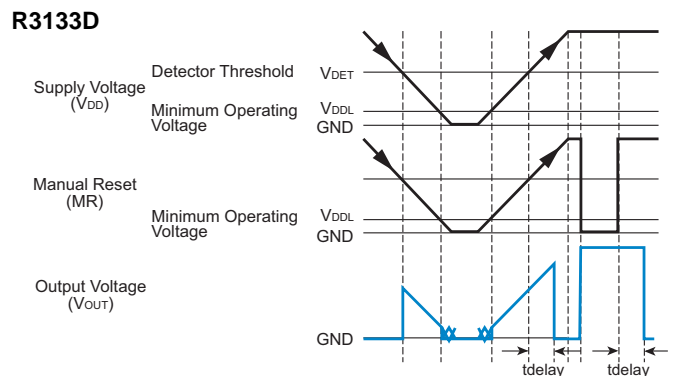 R3133D
Supply Voltage
(VDD)
Detector Threshold
Minimum Operating
Voltage
VDET
VDDL
GND
Manual Reset
(MR)
Minimum Operating
Voltage
VDDL
GND
Output Voltage
(VOUT)
GND
tdelay
tdelay